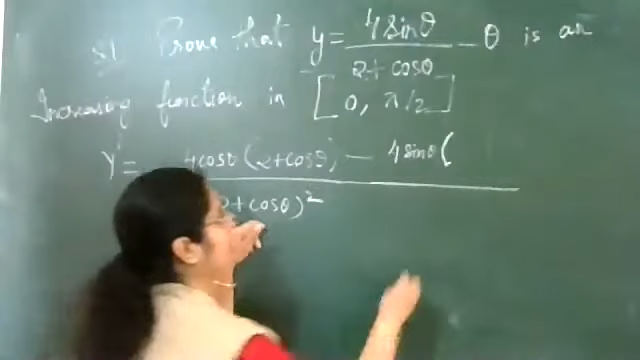 Prove that y = 4sinθ / 2+cosθ - θ is an
Increasing function in [0, π/2]
y' = 4cosθ (2+cosθ) - 4sinθ(
2+cosθ)²